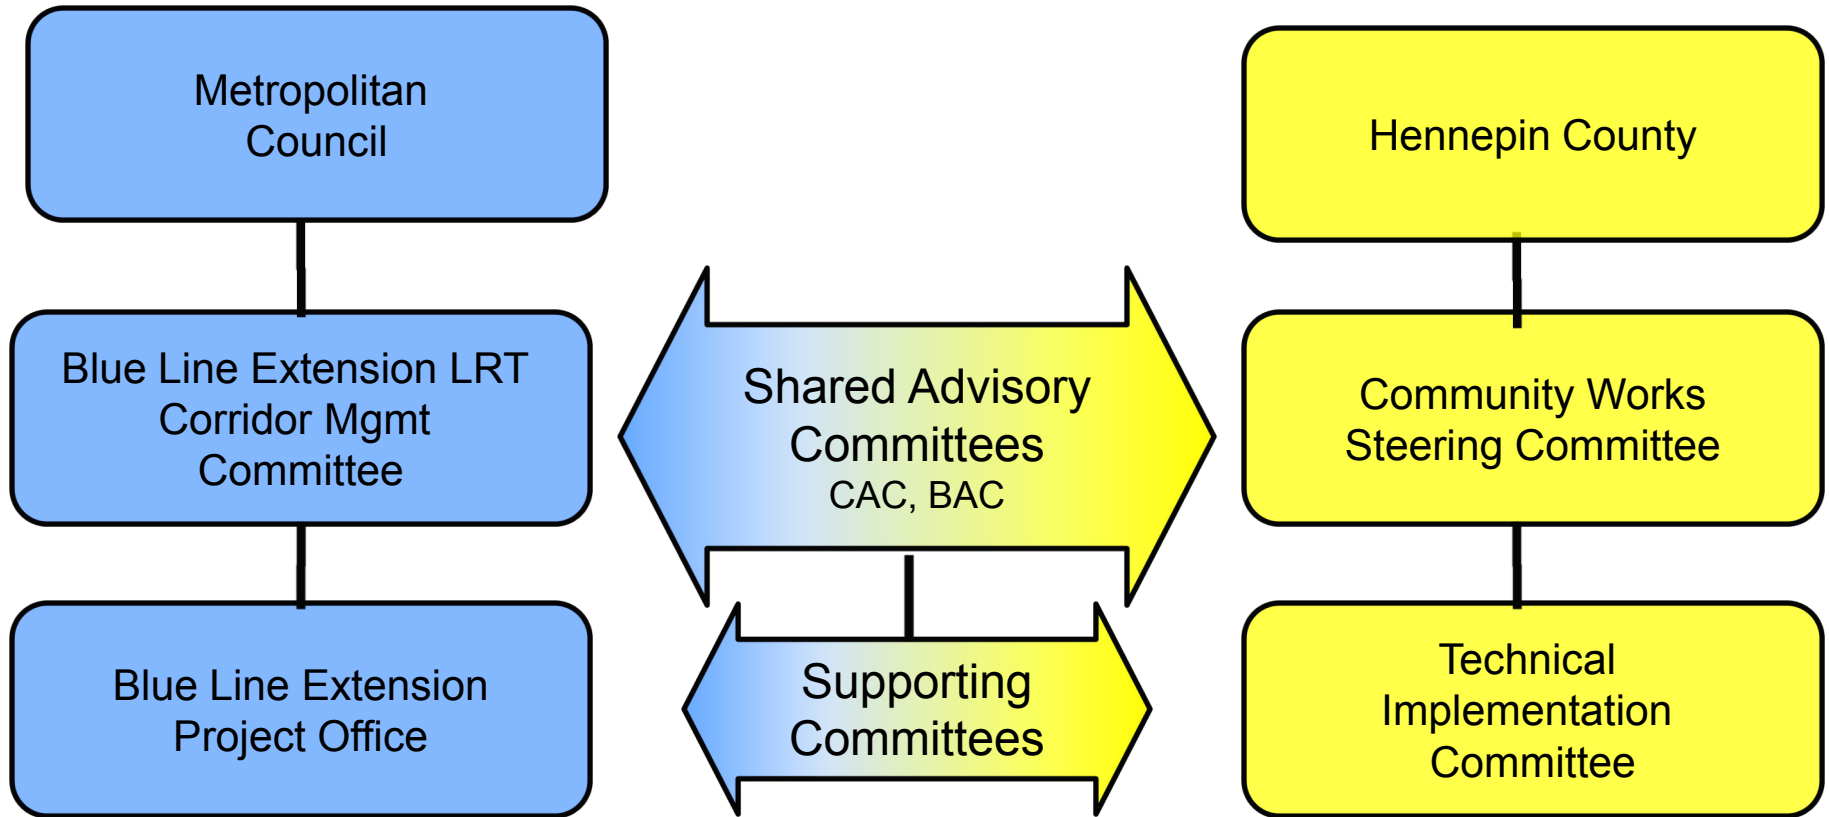 Metropolitan
Council
Hennepin County
Blue Line Extension LRT
Corridor Mgmt
Committee
Shared Advisory
Committees
CAC, BAC
Community Works
Steering Committee
Blue Line Extension
Project Office
Supporting
Committees
Technical
Implementation
Committee